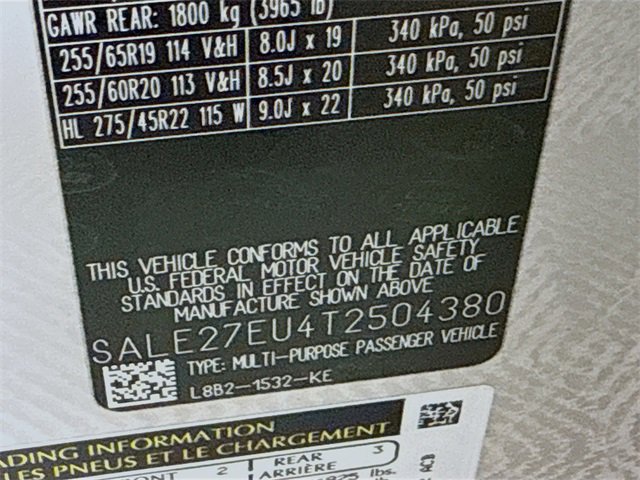 GAWR REAR: 1800 kg (3965 lb)
255/65R19 114 V&H 8.0J x 19 340 kPa, 50 psi
255/60R20 113 V&H 8.5J x 20 340 kPa, 50 psi
HL 275/45R22 115 W 9.0J x 22 340 kPa, 50 psi
THIS VEHICLE CONFORMS TO ALL APPLICABLE
U.S. FEDERAL MOTOR VEHICLE SAFETY
STANDARDS IN EFFECT ON THE DATE OF
MANUFACTURE SHOWN ABOVE
SALE27EU4T2504380
TYPE: MULTI-PURPOSE PASSENGER VEHICLE
L8B2-1532-KE
ADING INFORMATION
LES PNEUS ET LE CHARGEMENT
ONT 2 REAR 3
ARRIÈRE
lbs.